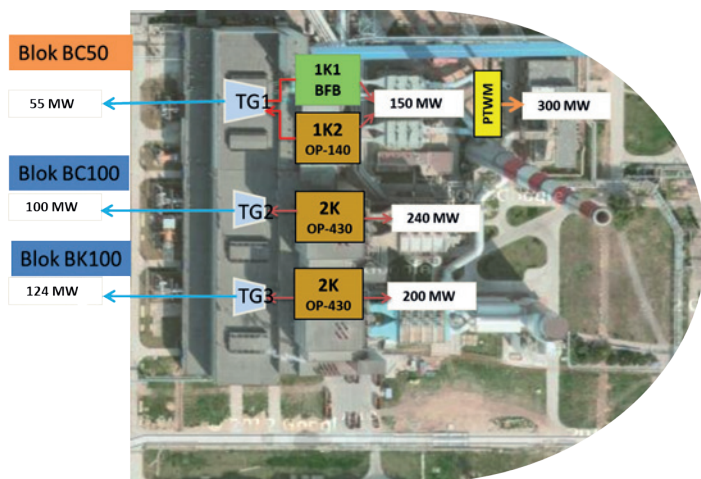 Blok BC50
55 MW
TG1
1K1
BFB
1K2
OP-140
150 MW
PTWM
300 MW
Blok BC100
100 MW
TG2
2K
OP-430
240 MW
Blok BK100
124 MW
TG3
2K
OP-430
200 MW